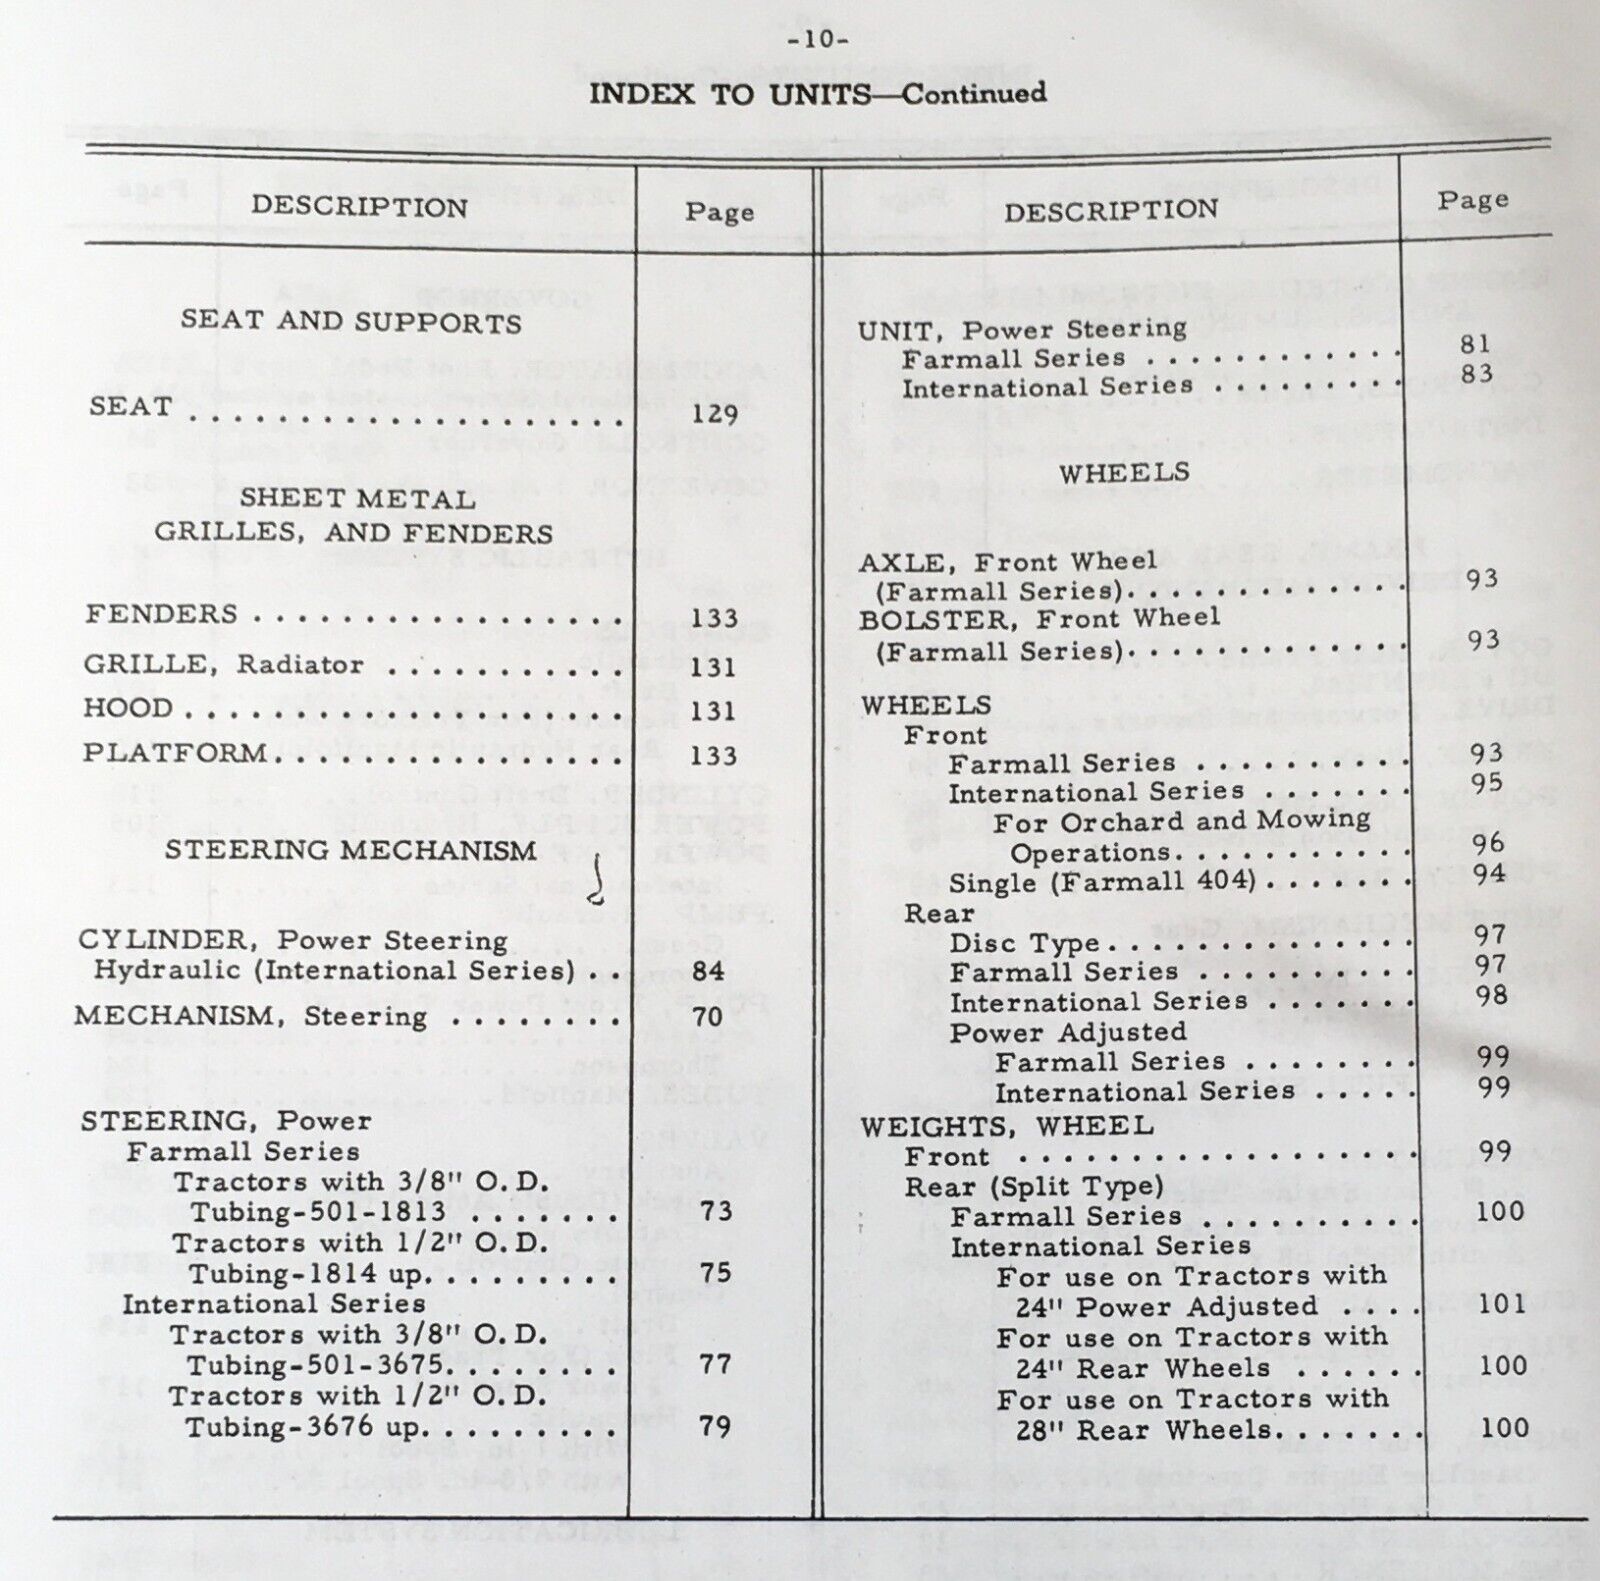 -10-
INDEX TO UNITS—Continued
DESCRIPTION Page
SEAT AND SUPPORTS
SEAT . . . . . . . . . . . . . . . . . . . 129
SHEET METAL
GRILLES, AND FENDERS
FENDERS . . . . . . . . . . . . . . . . 133
GRILLE, Radiator . . . . . . . . . . . 131
HOOD . . . . . . . . . . . . . . . . . . . 131
PLATFORM . . . . . . . . . . . . . . . 133
STEERING MECHANISM
CYLINDER, Power Steering
Hydraulic (International Series) . . 84
MECHANISM, Steering . . . . . . . . 70
STEERING, Power
Farmall Series
Tractors with 3/8" O.D.
Tubing-501-1813 . . . . . . . 73
Tractors with 1/2" O.D.
Tubing-1814 up. . . . . . . . . 75
International Series
Tractors with 3/8" O.D.
Tubing-501-3675. . . . . . . . 77
Tractors with 1/2" O.D.
Tubing-3676 up. . . . . . . . . 79
DESCRIPTION Page
UNIT, Power Steering
Farmall Series . . . . . . . . . . . . 81
International Series . . . . . . . . . 83
WHEELS
AXLE, Front Wheel
(Farmall Series). . . . . . . . . . . . . 93
BOLSTER, Front Wheel
(Farmall Series). . . . . . . . . . . . . 93
WHEELS
Front
Farmall Series . . . . . . . . . . 93
International Series . . . . . . . 95
For Orchard and Mowing
Operations. . . . . . . . . . . 96
Single (Farmall 404) . . . . . . . 94
Rear
Disc Type . . . . . . . . . . . . . . 97
Farmall Series . . . . . . . . . . 97
International Series . . . . . . . 98
Power Adjusted
Farmall Series . . . . . . . . 99
International Series . . . . . 99
WEIGHTS, WHEEL
Front . . . . . . . . . . . . . . . . . . 99
Rear (Split Type)
Farmall Series . . . . . . . . . . 100
International Series
For use on Tractors with
24" Power Adjusted . . . . 101
For use on Tractors with
24" Rear Wheels . . . . . . 100
For use on Tractors with
28" Rear Wheels. . . . . . . 100